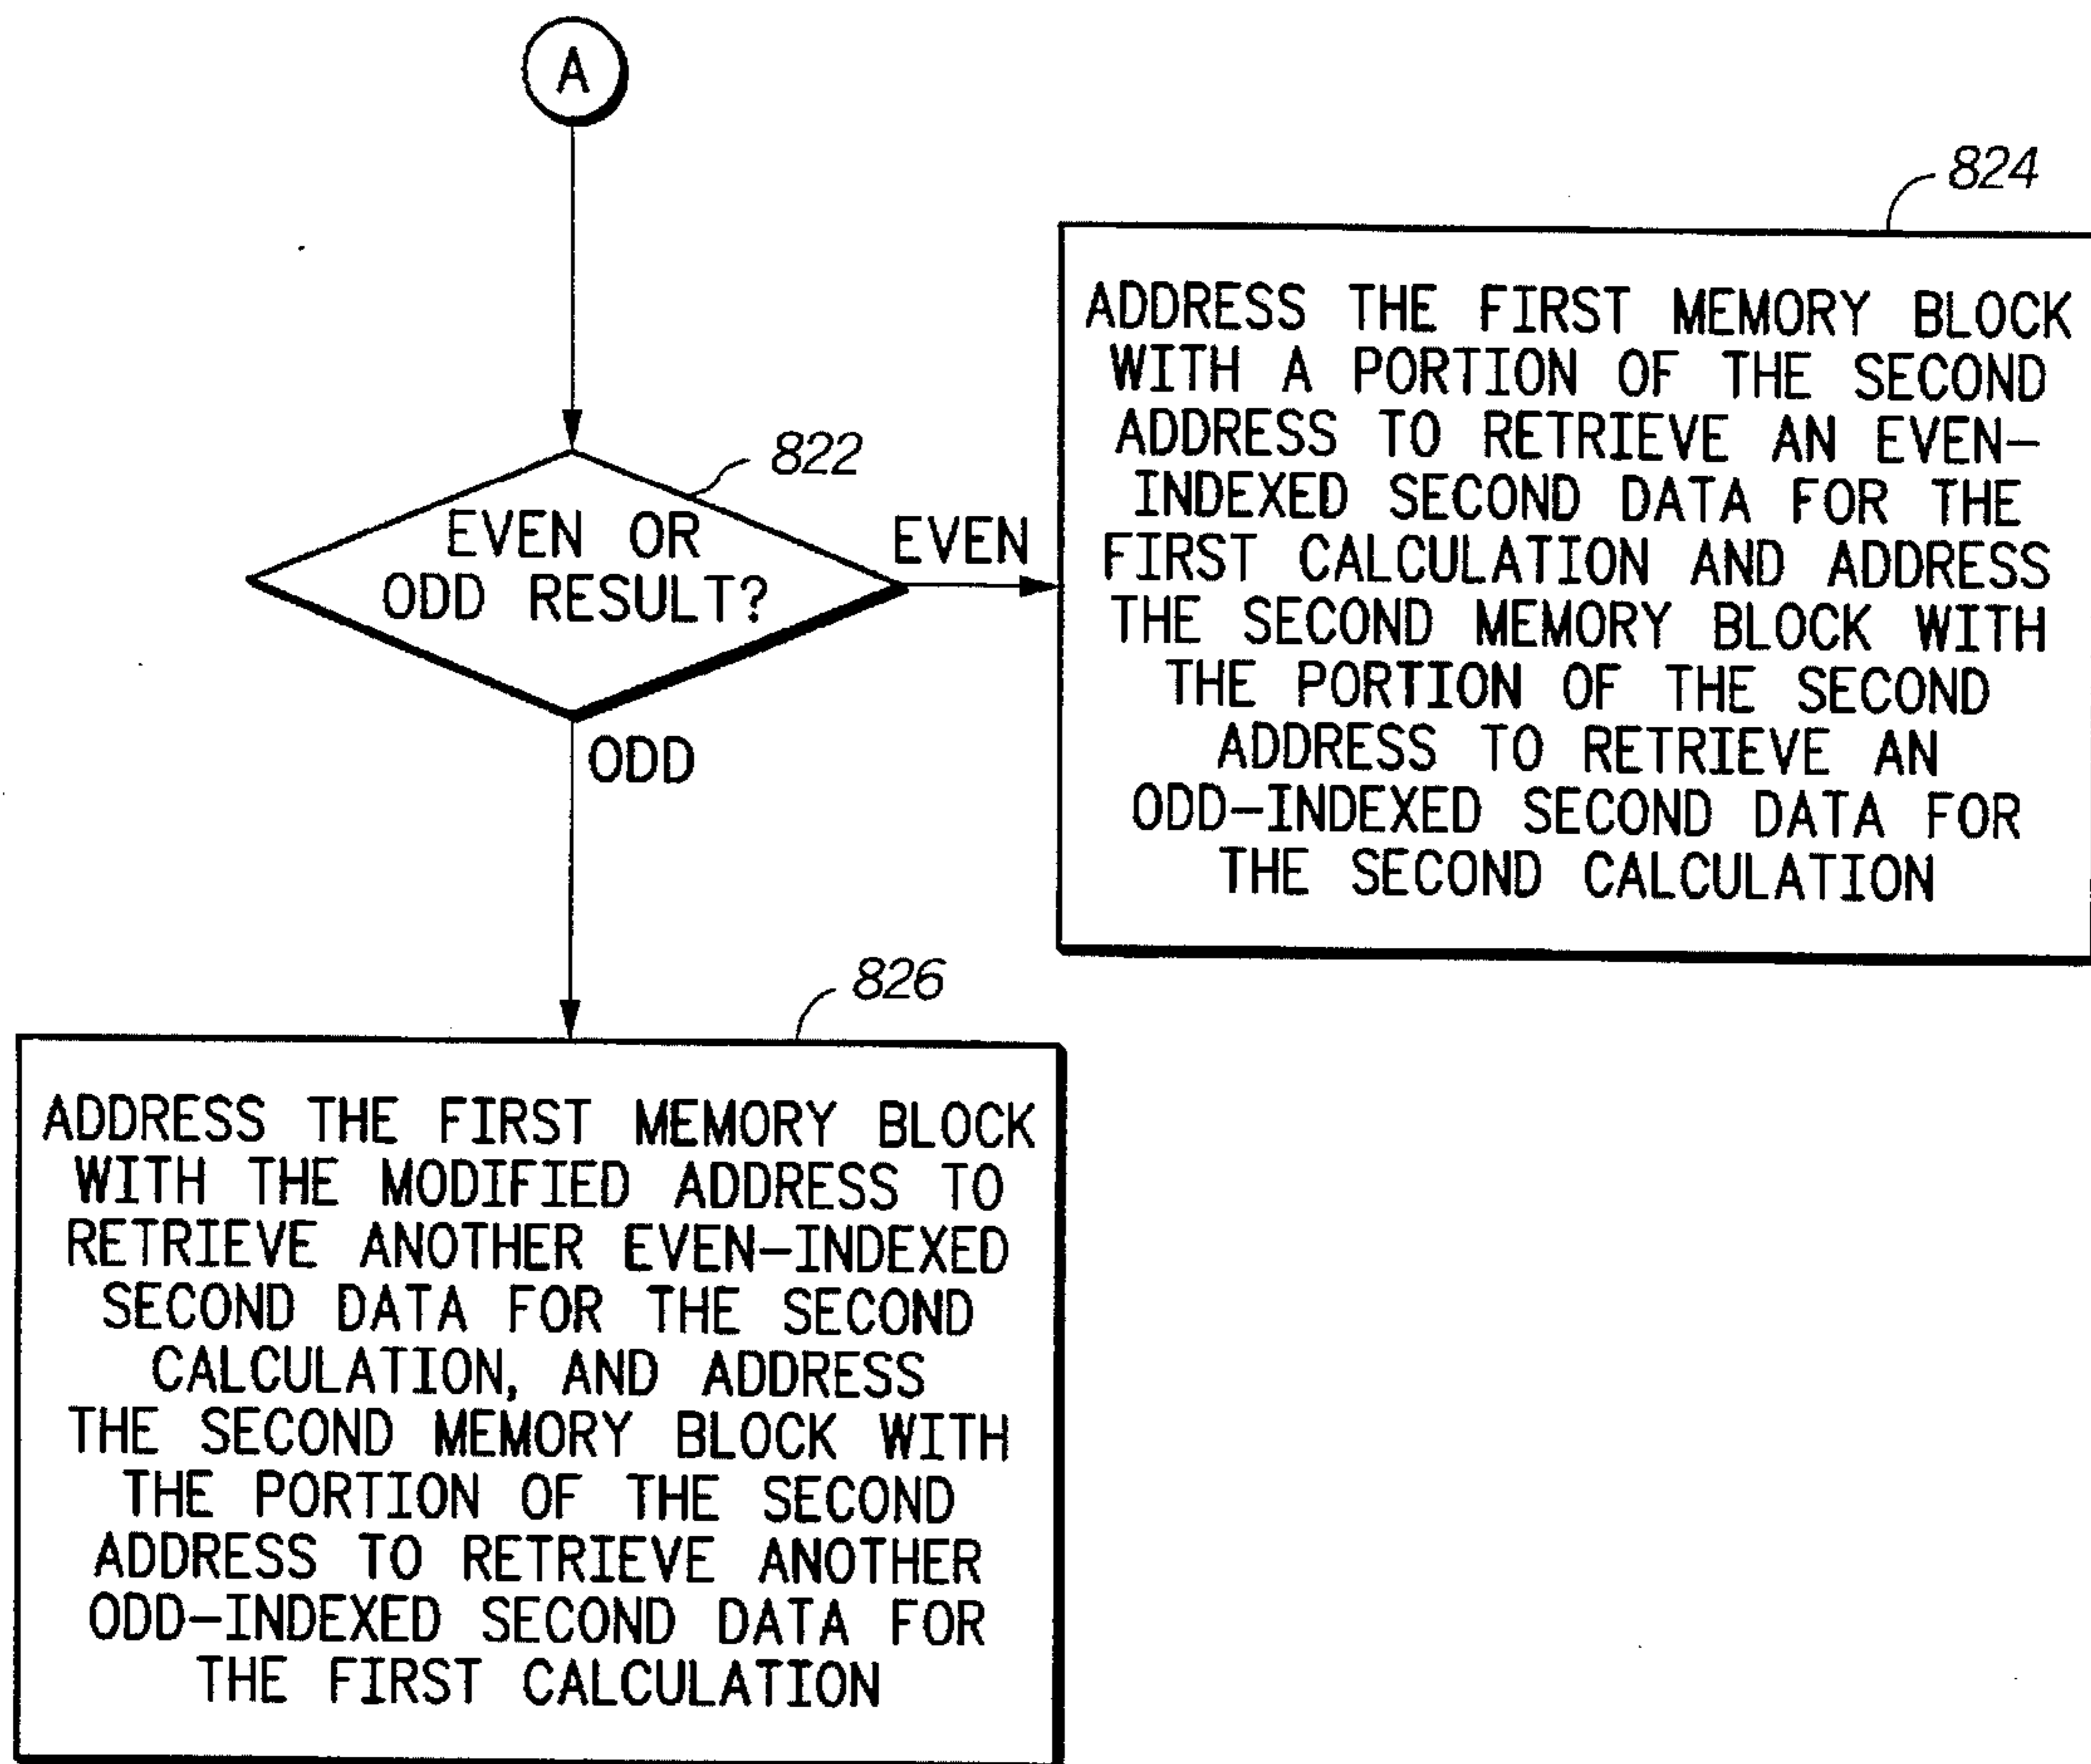 A
822
EVEN OR
ODD RESULT?
EVEN
ODD
824
ADDRESS THE FIRST MEMORY BLOCK
WITH A PORTION OF THE SECOND
ADDRESS TO RETRIEVE AN EVEN-
INDEXED SECOND DATA FOR THE
FIRST CALCULATION AND ADDRESS
THE SECOND MEMORY BLOCK WITH
THE PORTION OF THE SECOND
ADDRESS TO RETRIEVE AN
ODD-INDEXED SECOND DATA FOR
THE SECOND CALCULATION
826
ADDRESS THE FIRST MEMORY BLOCK
WITH THE MODIFIED ADDRESS TO
RETRIEVE ANOTHER EVEN-INDEXED
SECOND DATA FOR THE SECOND
CALCULATION, AND ADDRESS
THE SECOND MEMORY BLOCK WITH
THE PORTION OF THE SECOND
ADDRESS TO RETRIEVE ANOTHER
ODD-INDEXED SECOND DATA FOR
THE FIRST CALCULATION